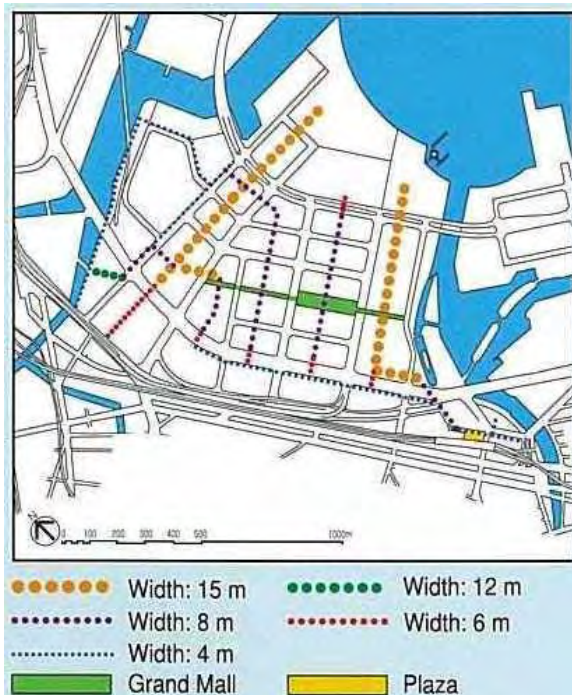 N
0 100 200 300 400 500 1000m
Width: 15 m Width: 12 m
Width: 8 m Width: 6 m
Width: 4 m
Grand Mall Plaza